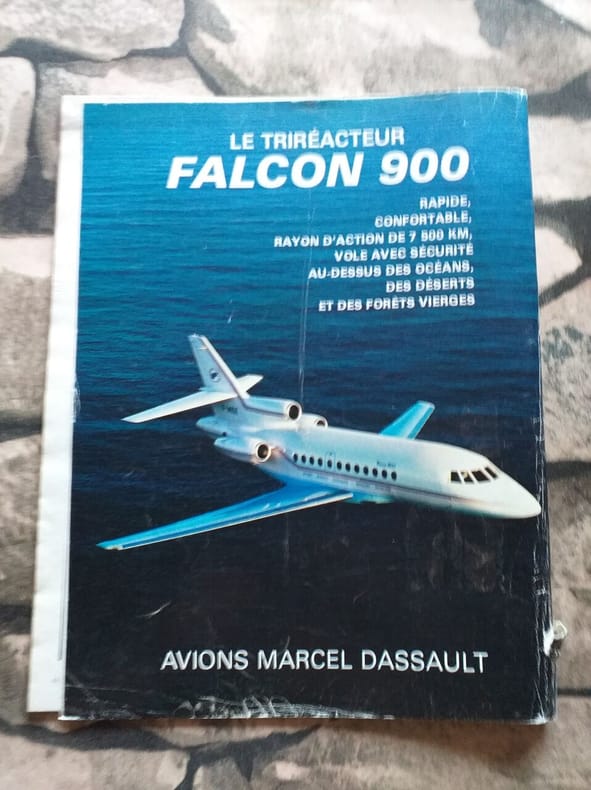 LE TRIRÉACTEUR
FALCON 900
RAPIDE,
CONFORTABLE,
RAYON D'ACTION DE 7 500 KM,
VOLE AVEC SÉCURITÉ
AU-DESSUS DES OCÉANS,
DES DÉSERTS
ET DES FORÊTS VIERGES
AVIONS MARCEL DASSAULT